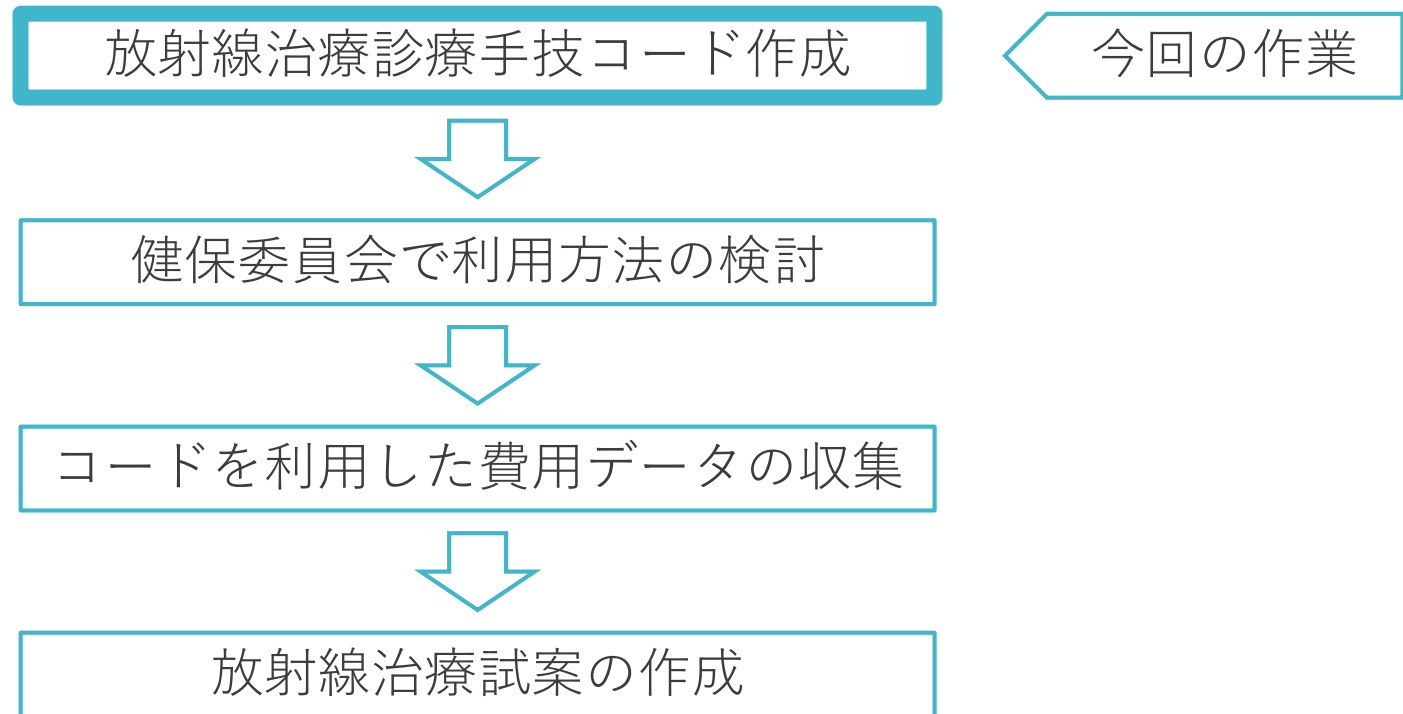 放射線治療診療手技コード作成
今回の作業
健保委員会で利用方法の検討
コードを利用した費用データの収集
放射線治療試案の作成